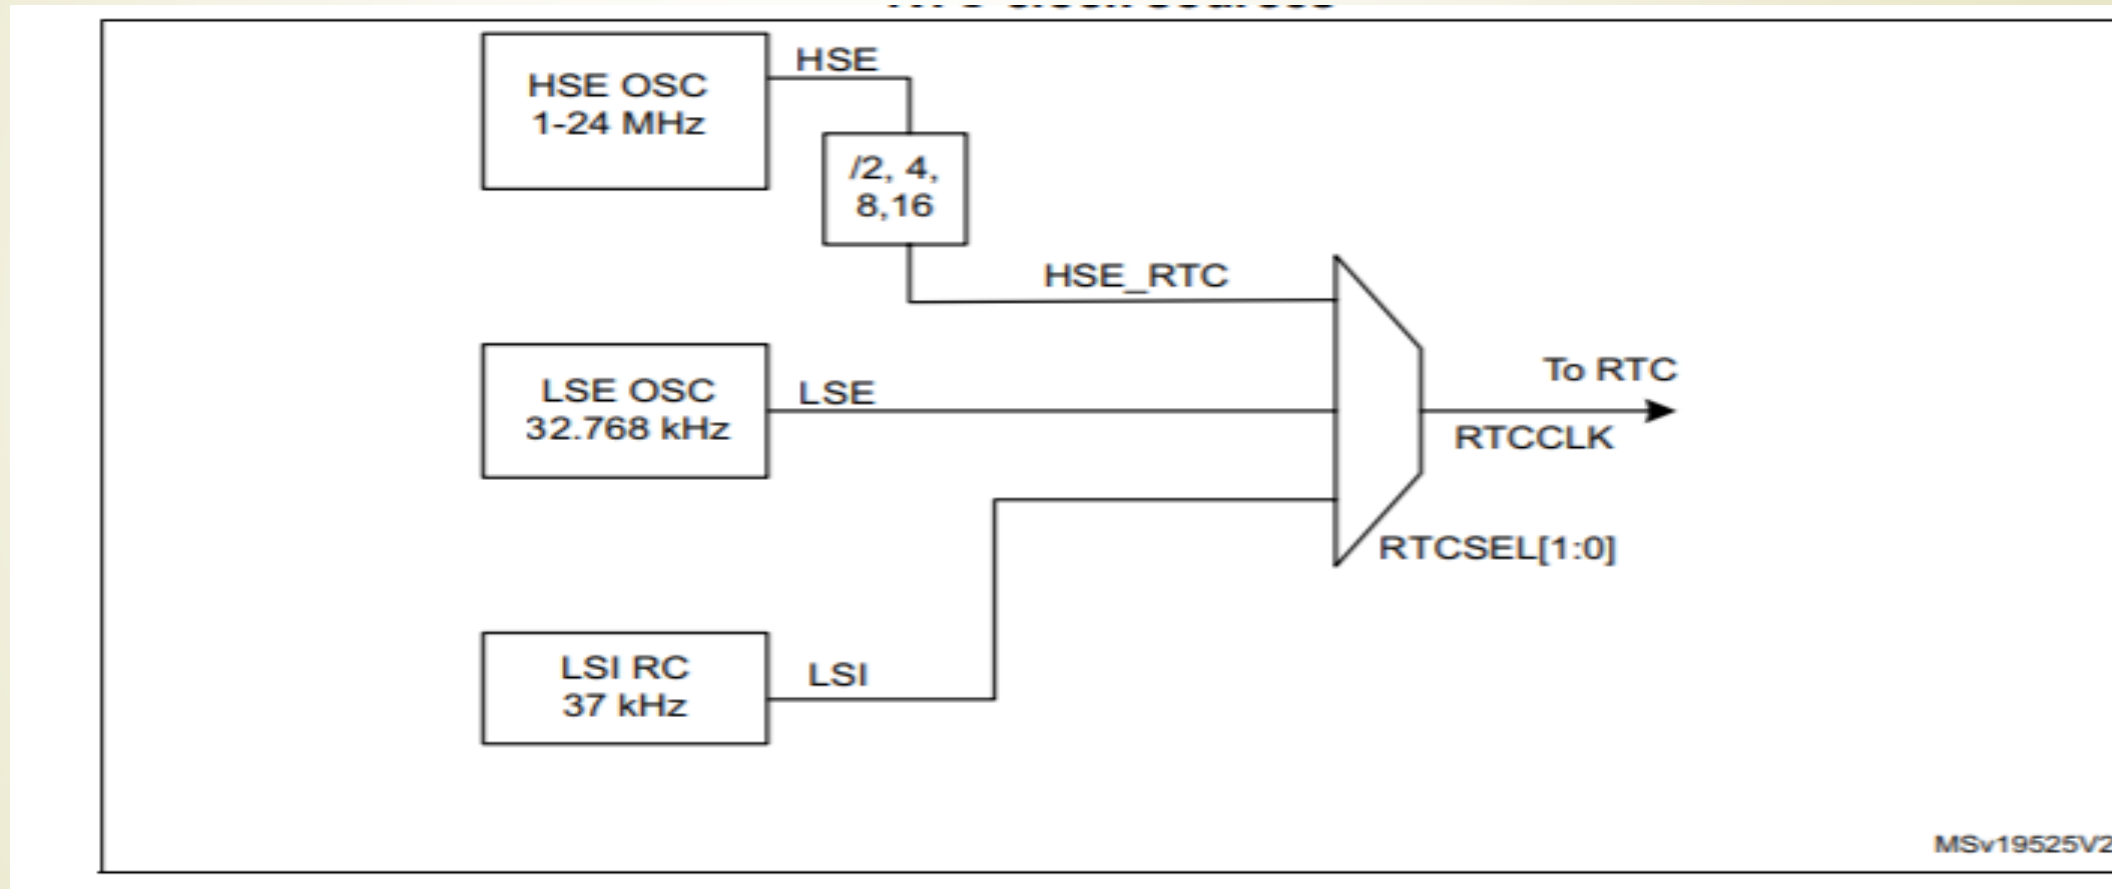 HSE OSC
1-24 MHz
HSE
/2, 4,
8,16
HSE_RTC
LSE OSC
32.768 kHz
LSE
To RTC
RTCCLK
RTCSEL[1:0]
LSI RC
37 kHz
LSI
MSv19525V2